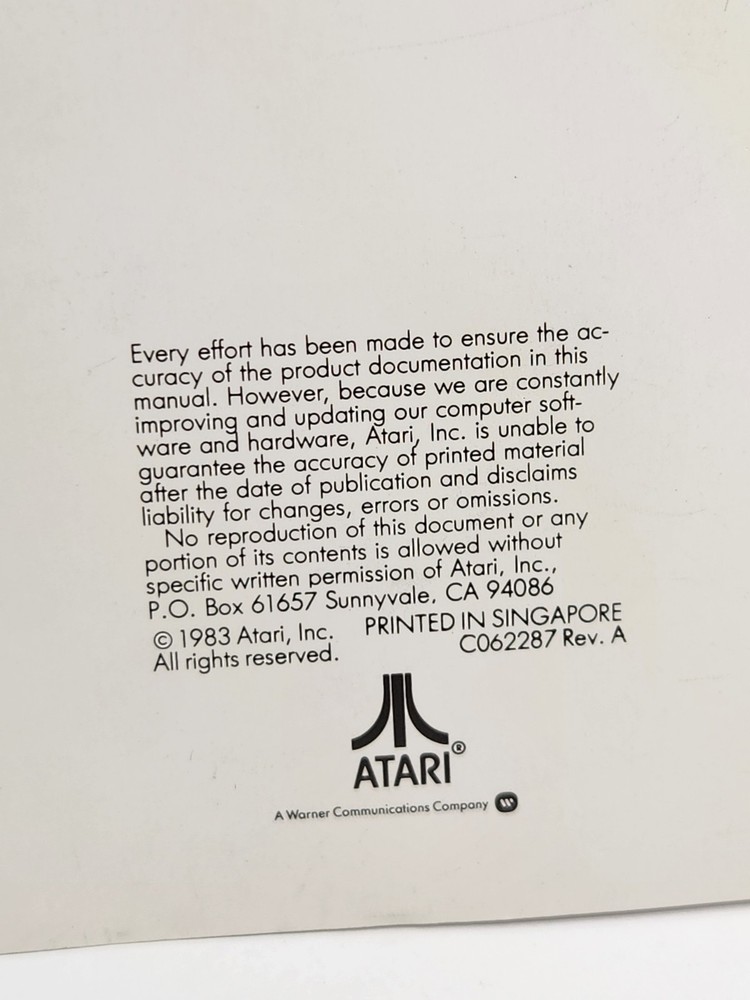 Every effort has been made to ensure the ac-
curacy of the product documentation in this
manual. However, because we are constantly
improving and updating our computer soft-
ware and hardware, Atari, Inc. is unable to
guarantee the accuracy of printed material
after the date of publication and disclaims
liability for changes, errors or omissions.
No reproduction of this document or any
portion of its contents is allowed without
specific written permission of Atari, Inc.,
P.O. Box 61657 Sunnyvale, CA 94086
© 1983 Atari, Inc. PRINTED IN SINGAPORE
All rights reserved. C062287 Rev. A
ATARI®
A Warner Communications Company